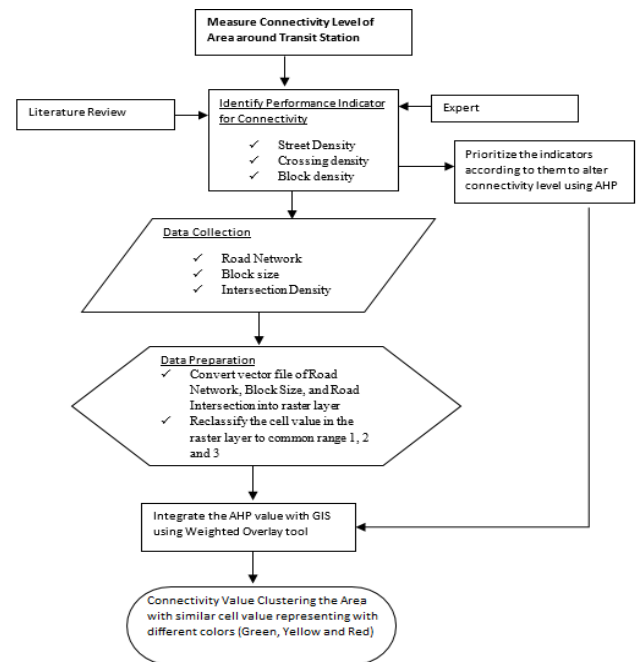 Measure Connectivity Level of
Area around Transit Station
Literature Review
Identify Performance Indicator
for Connectivity
✓ Street Density
✓ Crossing density
✓ Block density
Expert
Prioritize the indicators
according to them to alter
connectivity level using AHP
Data Collection
✓ Road Network
✓ Block size
✓ Intersection Density
Data Preparation
✓ Convert vector file of Road
Network, Block Size, and Road
Intersection into raster layer
✓ Reclassify the cell value in the
raster layer to common range 1, 2
and 3
Integrate the AHP value with GIS
using Weighted Overlay tool
Connectivity Value Clustering the Area
with similar cell value representing with
different colors (Green, Yellow and Red)